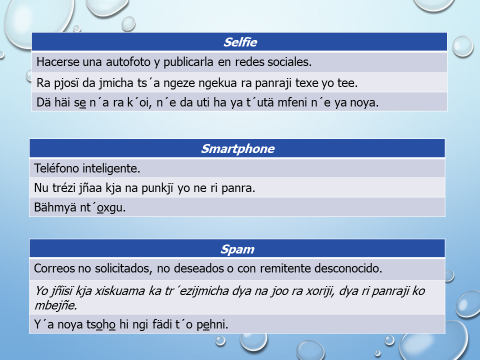 Selfie
Hacerse una autofoto y publicarla en redes sociales.
Ra pjosï da jmicha ts´a ngeze ngekua ra panraji texe yo tee.
Dä häi se̲ n´a ra k´oi, n´e da uti ha ya t´utä mfeni n´e ya noya.
Smartphone
Teléfono inteligente.
Nu trézi jñaa kja na punkjï yo ne ri panra.
Bähmyä nt´o̲xgu.
Spam
Correos no solicitados, no deseados o con remitente desconocido.
Yo jñisï kja xiskuama ka tr´ezijmicha dya na joo ra xoriji, dya ri panraji ko
mbejñe.
Y´a noya tso̲ho̲ hi ngi fädi t´o pe̲hni.